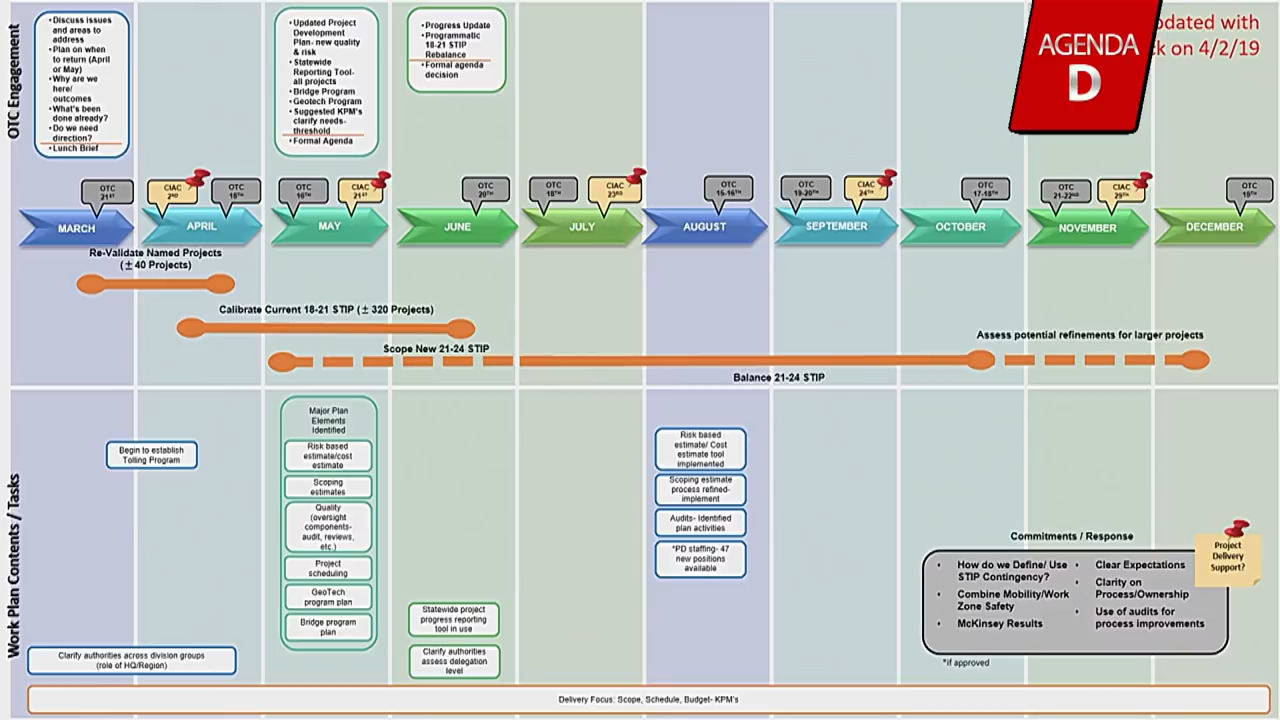 OTC Engagement
• Discuss issues
and areas to
address
• Plan on when
to return (April
or May)
• Why are we
here/
outcomes
• What's been
done already?
• Do we need
direction?
• Lunch Brief
• Updated Project
Development
Plan- new quality
& risk
• Statewide
Reporting Tool-
all projects
• Bridge Program
• Geotech Program
• Suggested KPM's
clarify needs-
threshold
• Formal Agenda
• Progress Update
• Programmatic
18-21 STIP
Rebalance
• Formal agenda
decision
AGENDA
D
pdated with
k on 4/2/19
OTC
21ST
CIAC
2ND
OTC
18TH
OTC
16TH
CIAC
21ST
OTC
20TH
OTC
18TH
CIAC
23RD
OTC
15-16TH
OTC
19-20TH
CIAC
24TH
OTC
17-18TH
OTC
21-22ND
CIAC
29TH
OTC
19TH
MARCH
APRIL
MAY
JUNE
JULY
AUGUST
SEPTEMBER
OCTOBER
NOVEMBER
DECEMBER
Re-Validate Named Projects
(± 40 Projects)
Calibrate Current 18-21 STIP (± 320 Projects)
Scope New 21-24 STIP
Assess potential refinements for larger projects
Balance 21-24 STIP
Work Plan Contents / Tasks
Begin to establish
Tolling Program
Clarify authorities across division groups
(role of HQ/Region)
Major Plan
Elements
Identified
Risk based
estimate/cost
estimate
Scoping
estimates
Quality
(oversight
components-
audit, reviews,
etc.)
Project
scheduling
GeoTech
program plan
Bridge program
plan
Statewide project
progress reporting
tool in use
Clarify authorities
assess delegation
level
Risk based
estimate/ Cost
estimate tool
implemented
Scoping estimate
process refined-
implement
Audits- Identified
plan activities
*PD staffing- 47
new positions
available
Commitments / Response
• How do we Define/ Use
STIP Contingency?
• Combine Mobility/Work
Zone Safety
• McKinsey Results
• Clear Expectations
• Clarity on
Process/Ownership
• Use of audits for
process improvements
Project
Delivery
Support?
*if approved
Delivery Focus: Scope, Schedule, Budget- KPM's